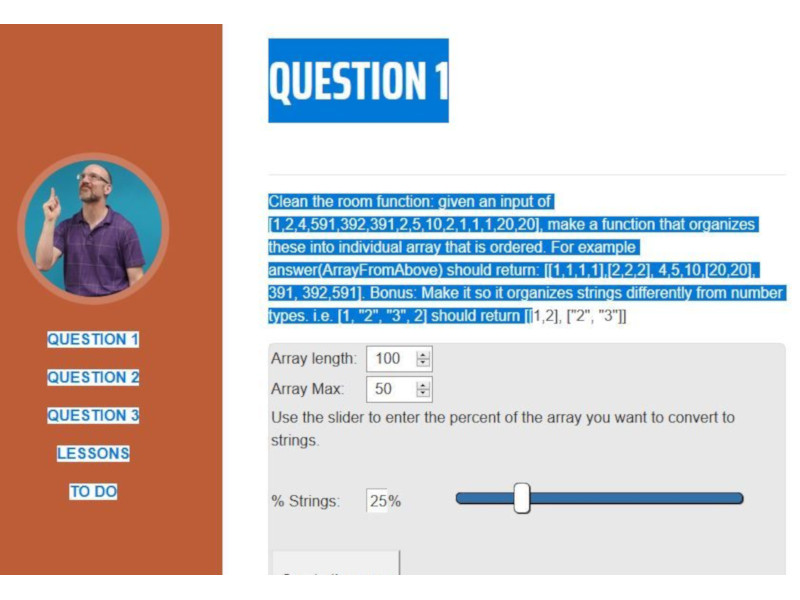 QUESTION 1
Clean the room function: given an input of
[1,2,4,591,392,391,2,5,10,2,1,1,1,20,20], make a function that organizes
these into individual array that is ordered. For example
answer(ArrayFromAbove) should return: [[1,1,1,1],[2,2,2], 4,5,10,[20,20],
391, 392,591]. Bonus: Make it so it organizes strings differently from number
types. i.e. [1, "2", "3", 2] should return [[1,2], ["2", "3"]]
QUESTION 1
QUESTION 2
QUESTION 3
LESSONS
TO DO
Array length: 100
Array Max: 50
Use the slider to enter the percent of the array you want to convert to
strings.
% Strings: 25%